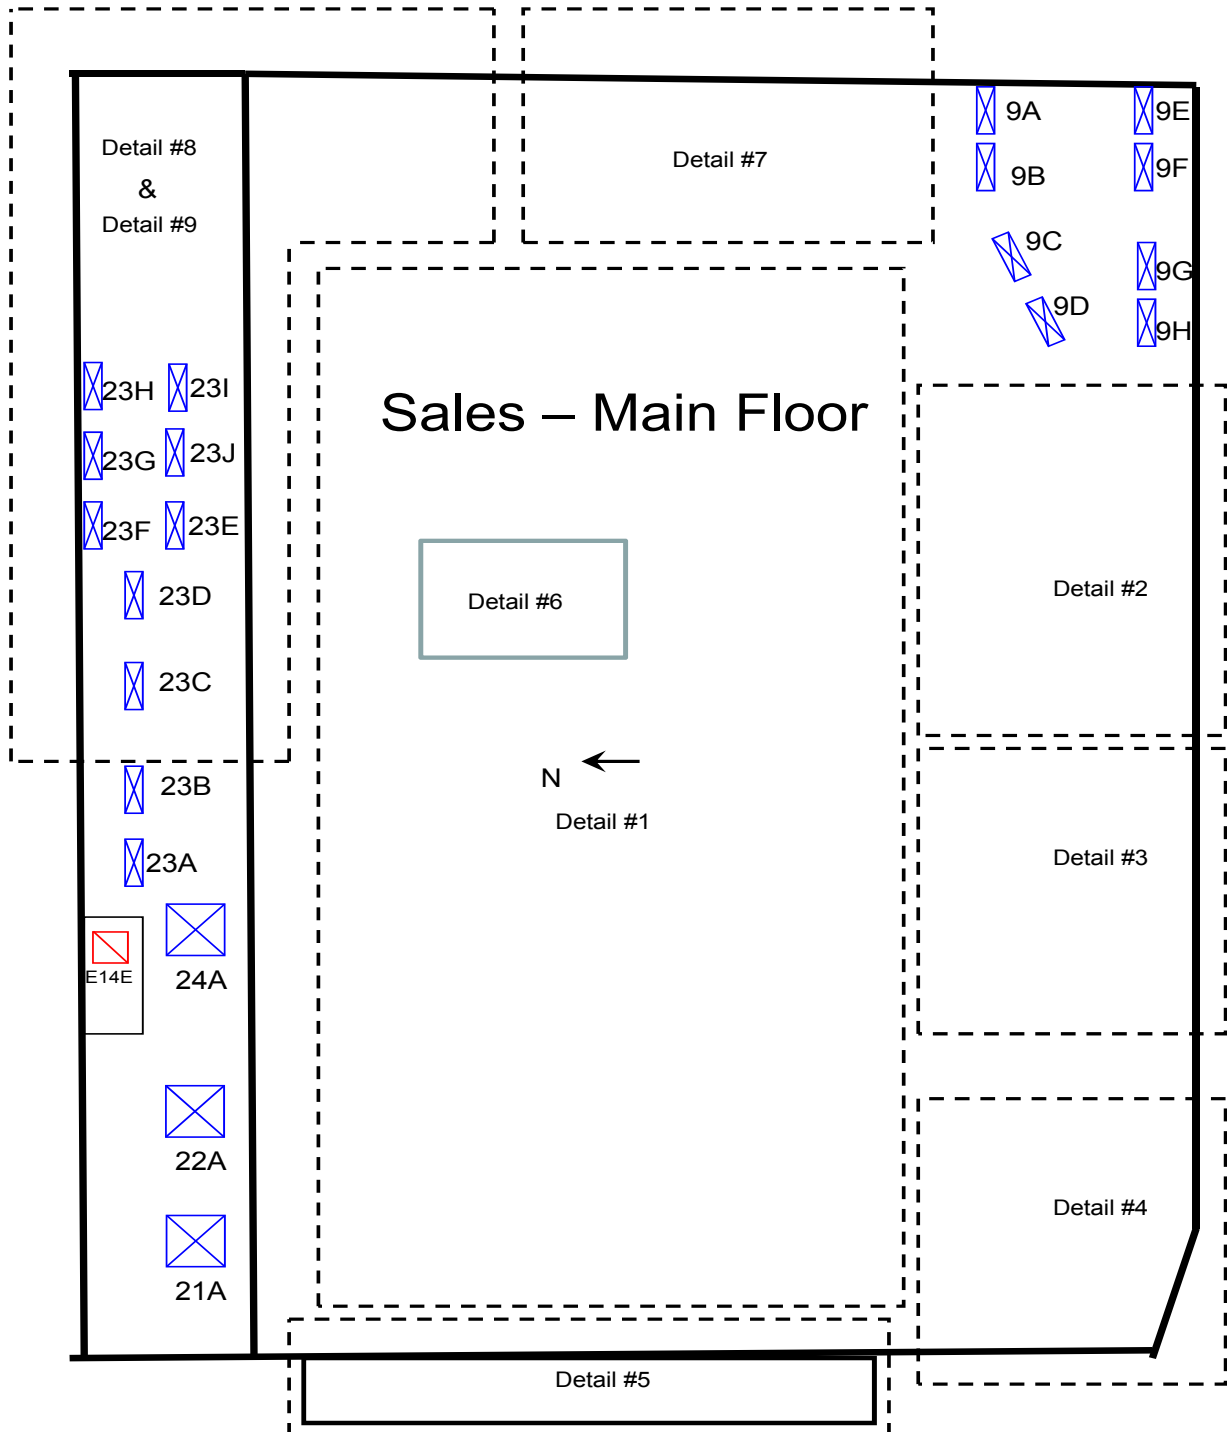 Detail #8
&
Detail #9
Detail #7
9A
9E
9B
9F
9C
9G
9D
9H
23H
23I
Sales – Main Floor
23G
23J
23F
23E
23D
Detail #6
Detail #2
23C
N
23B
Detail #1
23A
Detail #3
E14E
24A
22A
Detail #4
21A
Detail #5